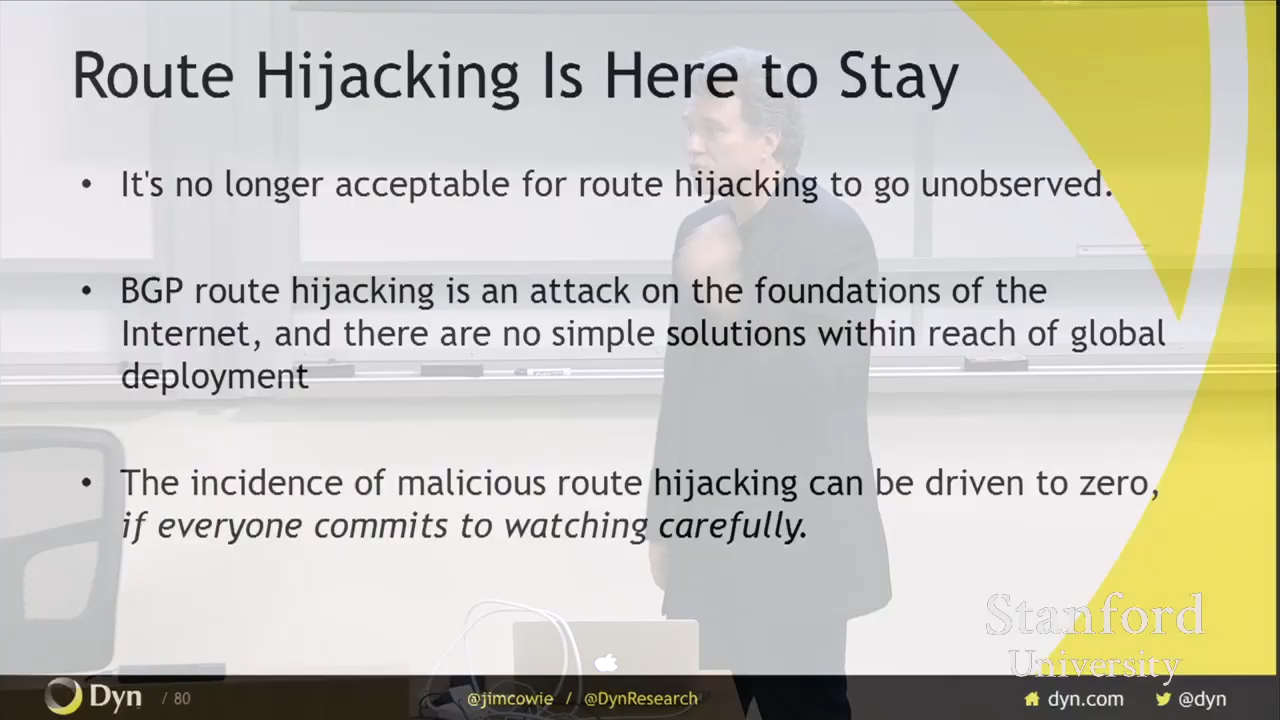 Route Hijacking Is Here to Stay
• It's no longer acceptable for route hijacking to go unobserved.
• BGP route hijacking is an attack on the foundations of the
Internet, and there are no simple solutions within reach of global
deployment
• The incidence of malicious route hijacking can be driven to zero,
if everyone commits to watching carefully.
Stanford
University
Dyn / 80 @jimcowie / @DynResearch dyn.com @dyn